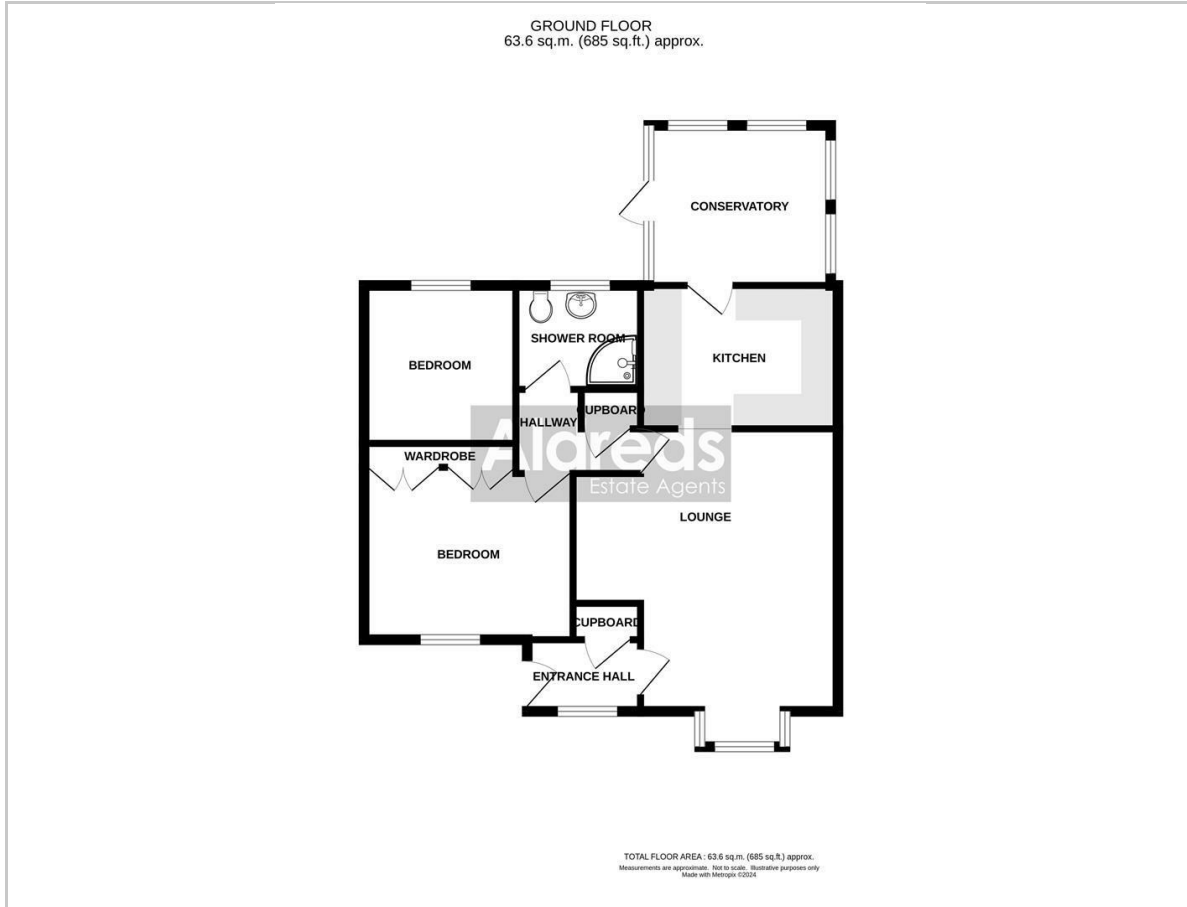 GROUND FLOOR
63.6 sq.m. (685 sq.ft.) approx.
CONSERVATORY
SHOWER ROOM
BEDROOM
KITCHEN
CUPBOARD
HALLWAY
Aldreds
Estate Agents
WARDROBE
LOUNGE
BEDROOM
CUPBOARD
ENTRANCE HALL
TOTAL FLOOR AREA : 63.6 sq.m. (685 sq.ft.) approx.
Measurements are approximate. Not to scale. Illustrative purposes only
Made with Metropix ©2024